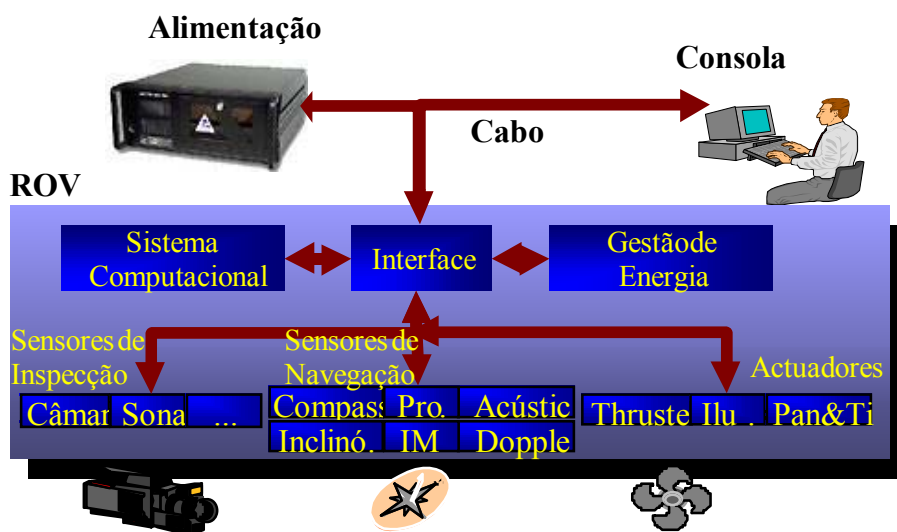 Alimentação
Consola
Cabo
ROV
Sistema
Computacional
Interface
Gestãode
Energia
Sensores de
Inspecção
Sensores de
Navegação
Actuadores
Câmar Sona ...
Compass Pro. Acústic
Inclinó. IM Dopple
Thruste Ilu . Pan&Ti